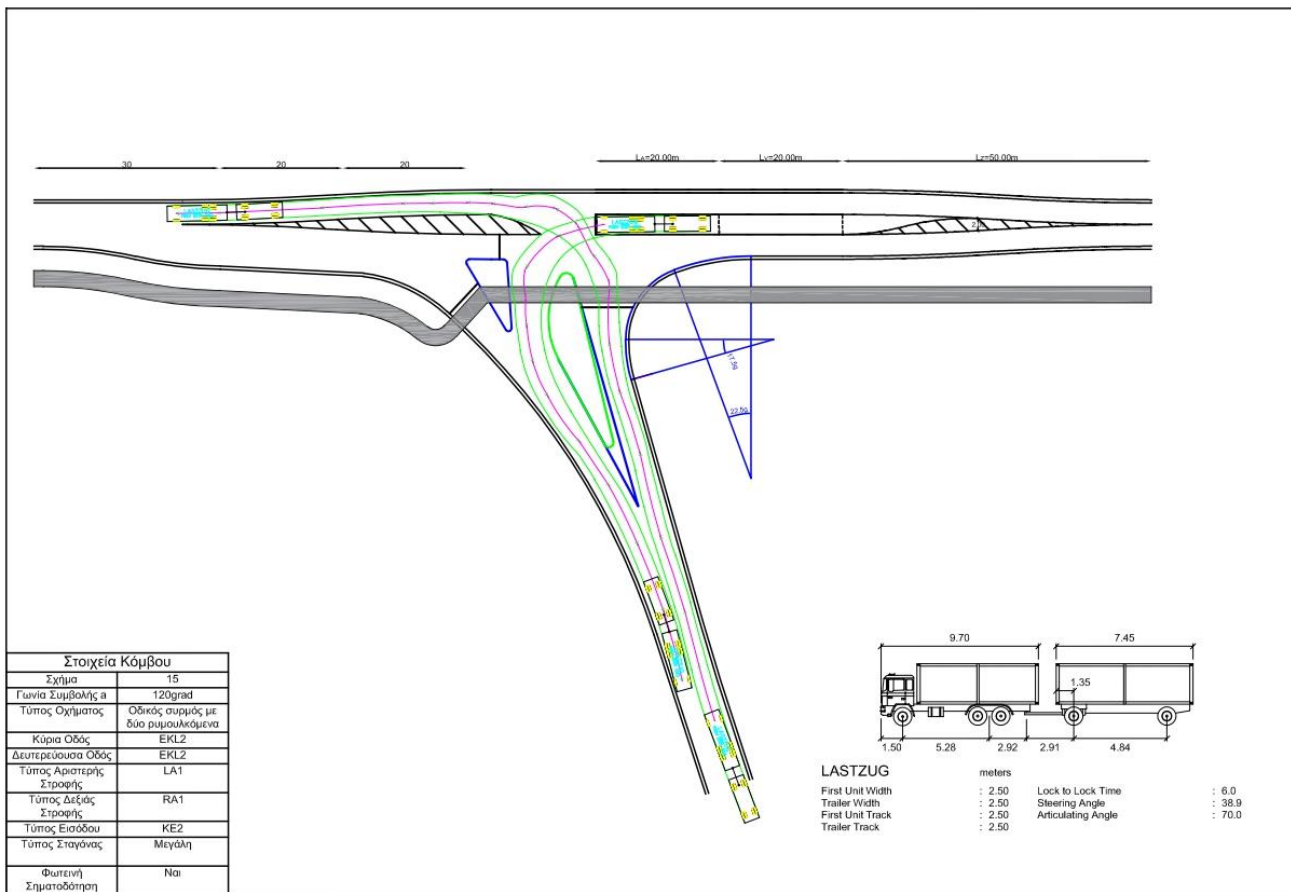 30
20
20
LA=20.00m
LV=20.00m
LZ=50.00m
17.5g
22.5g
Στοιχεία Κόμβου
Σχήμα 15
Γωνία Συμβολής a 120grad
Τύπος Οχήματος Οδικός συρμός με
δύο ρυμουλκόμενα
Κύρια Οδός EKL2
Δευτερεύουσα Οδός EKL2
Τύπος Αριστερής LA1
Στροφής
Τύπος Δεξιάς RA1
Στροφής
Τύπος Εισόδου KE2
Τύπος Σταγόνας Μεγάλη
Φωτεινή Ναι
Σηματοδότηση
9.70
7.45
1.35
1.50
5.28
2.92
2.91
4.84
LASTZUG meters
First Unit Width : 2.50 Lock to Lock Time : 6.0
Trailer Width : 2.50 Steering Angle : 38.9
First Unit Track : 2.50 Articulating Angle : 70.0
Trailer Track : 2.50